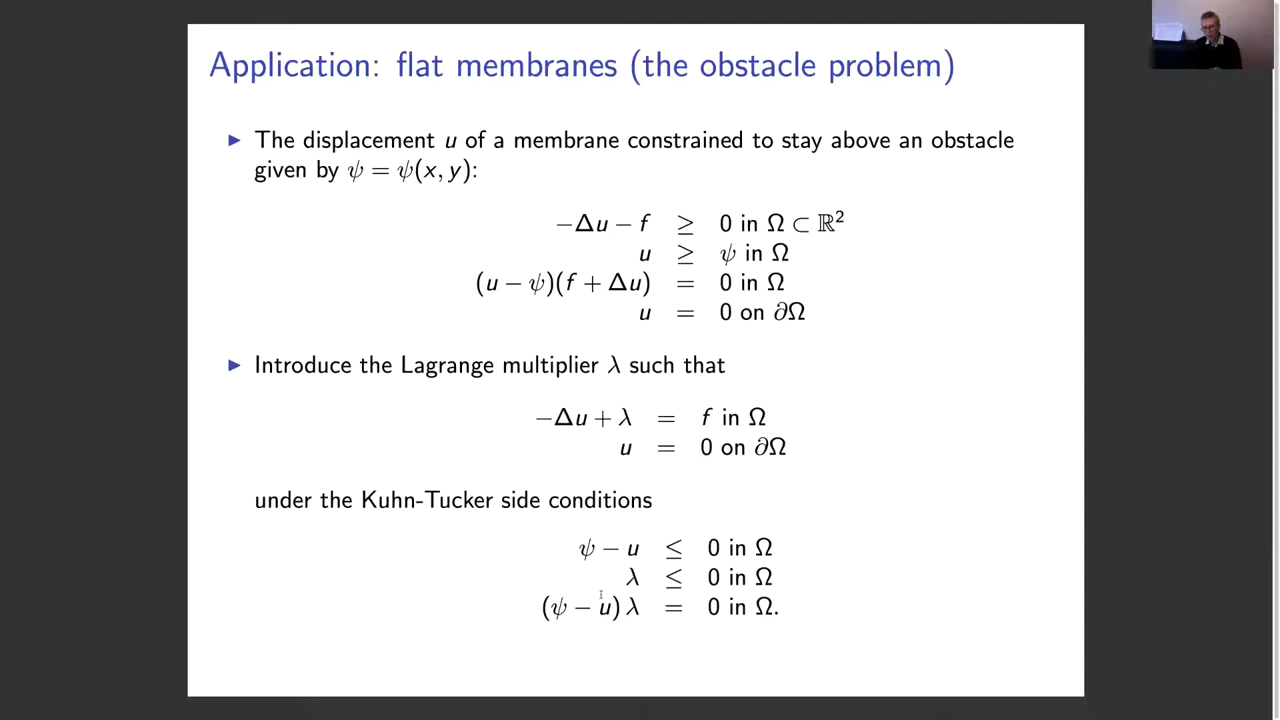 Application: flat membranes (the obstacle problem)
▶ The displacement u of a membrane constrained to stay above an obstacle
given by ψ = ψ(x, y):
−Δu − f ≥ 0 in Ω ⊂ ℝ²
u ≥ ψ in Ω
(u − ψ)(f + Δu) = 0 in Ω
u = 0 on ∂Ω
▶ Introduce the Lagrange multiplier λ such that
−Δu + λ = f in Ω
u = 0 on ∂Ω
under the Kuhn-Tucker side conditions
ψ − u ≤ 0 in Ω
λ ≤ 0 in Ω
(ψ − u) λ = 0 in Ω.